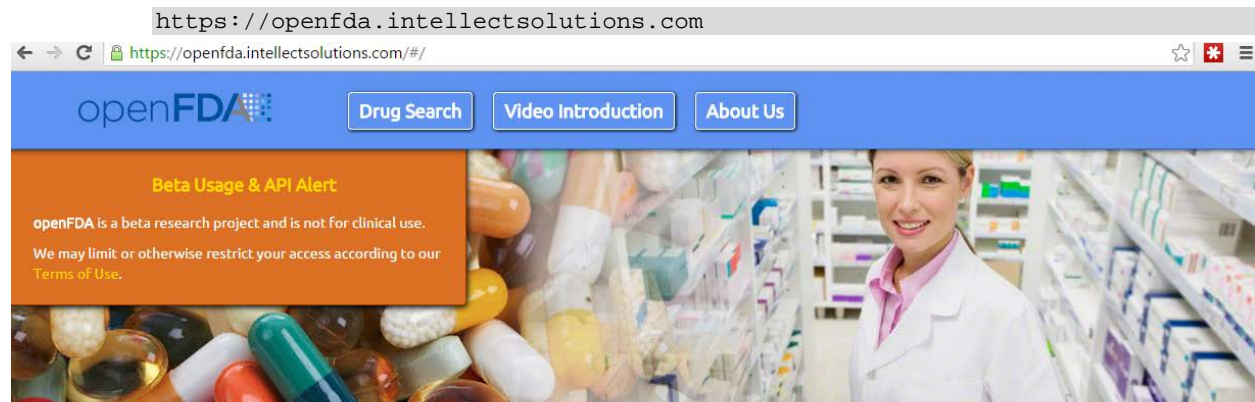 https://openfda.intellectsolutions.com
https://openfda.intellectsolutions.com/#/
openFDA
Drug Search
Video Introduction
About Us
Beta Usage & API Alert
openFDA is a beta research project and is not for clinical use.
We may limit or otherwise restrict your access according to our
Terms of Use.